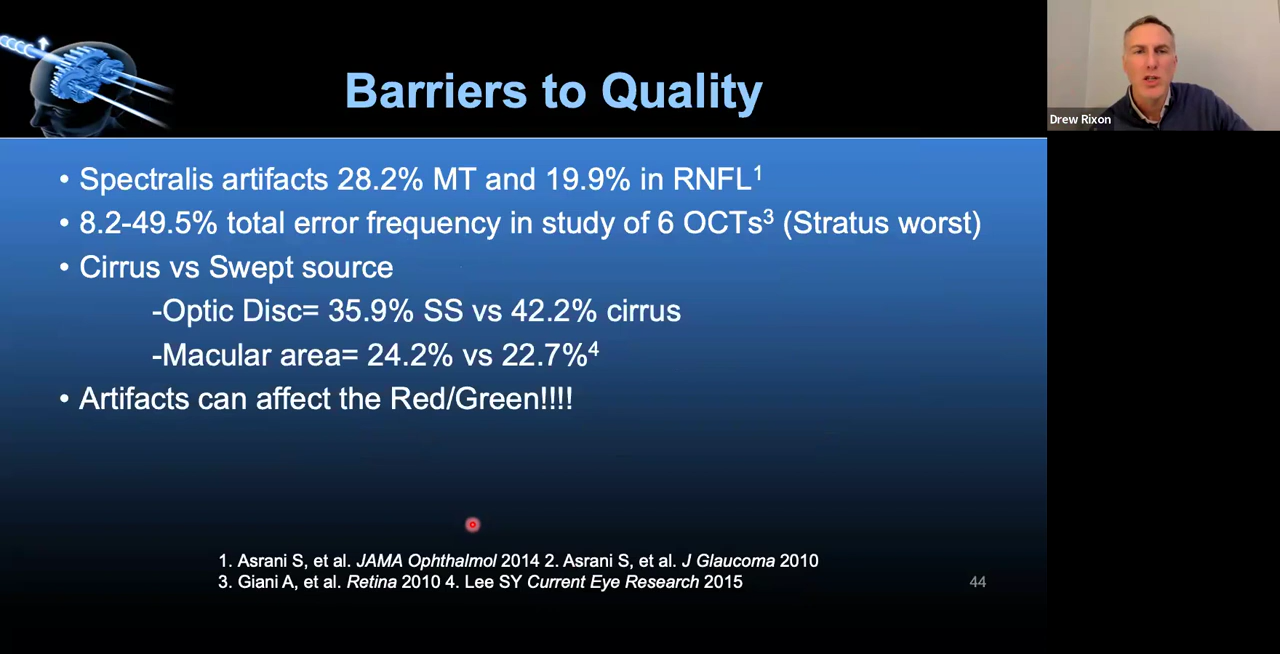 Barriers to Quality
Drew Rixon
• Spectralis artifacts 28.2% MT and 19.9% in RNFL¹
• 8.2-49.5% total error frequency in study of 6 OCTs³ (Stratus worst)
• Cirrus vs Swept source
-Optic Disc= 35.9% SS vs 42.2% cirrus
-Macular area= 24.2% vs 22.7%⁴
• Artifacts can affect the Red/Green!!!!
1. Asrani S, et al. JAMA Ophthalmol 2014 2. Asrani S, et al. J Glaucoma 2010
3. Giani A, et al. Retina 2010 4. Lee SY Current Eye Research 2015
44